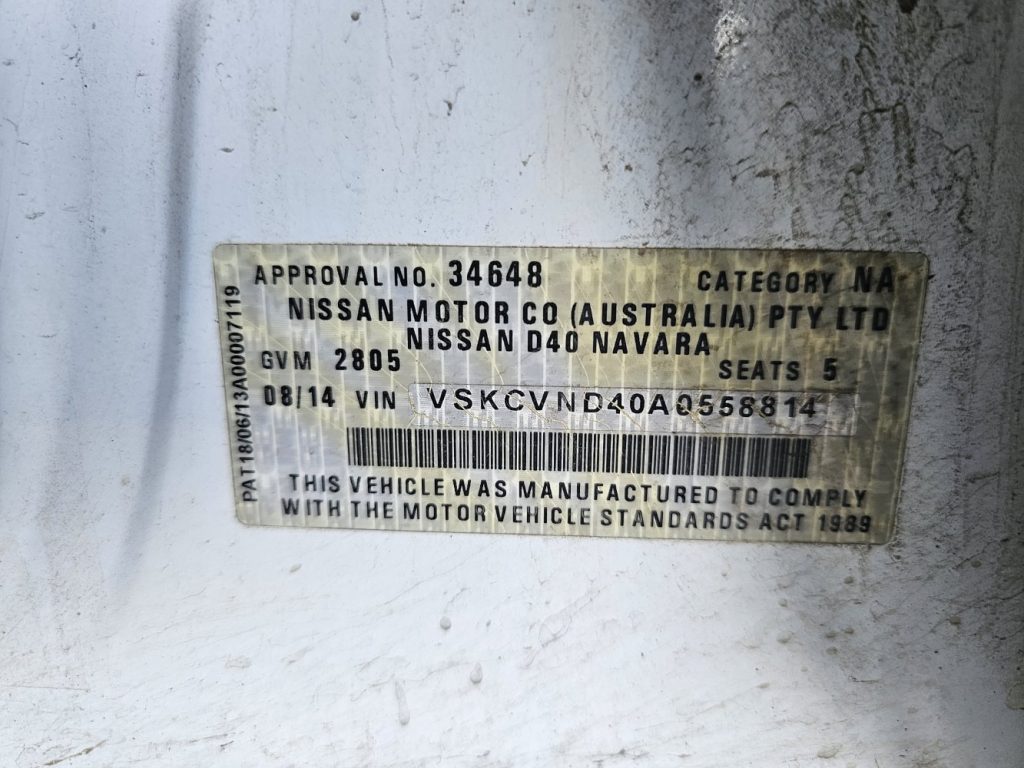 APPROVAL NO. 34648 CATEGORY NA
NISSAN MOTOR CO (AUSTRALIA) PTY LTD
NISSAN D40 NAVARA
GVM 2805 SEATS 5
08/14 VIN VSKCVND40A0558814
THIS VEHICLE WAS MANUFACTURED TO COMPLY
WITH THE MOTOR VEHICLE STANDARDS ACT 1989
PAT18/06/13A00007119